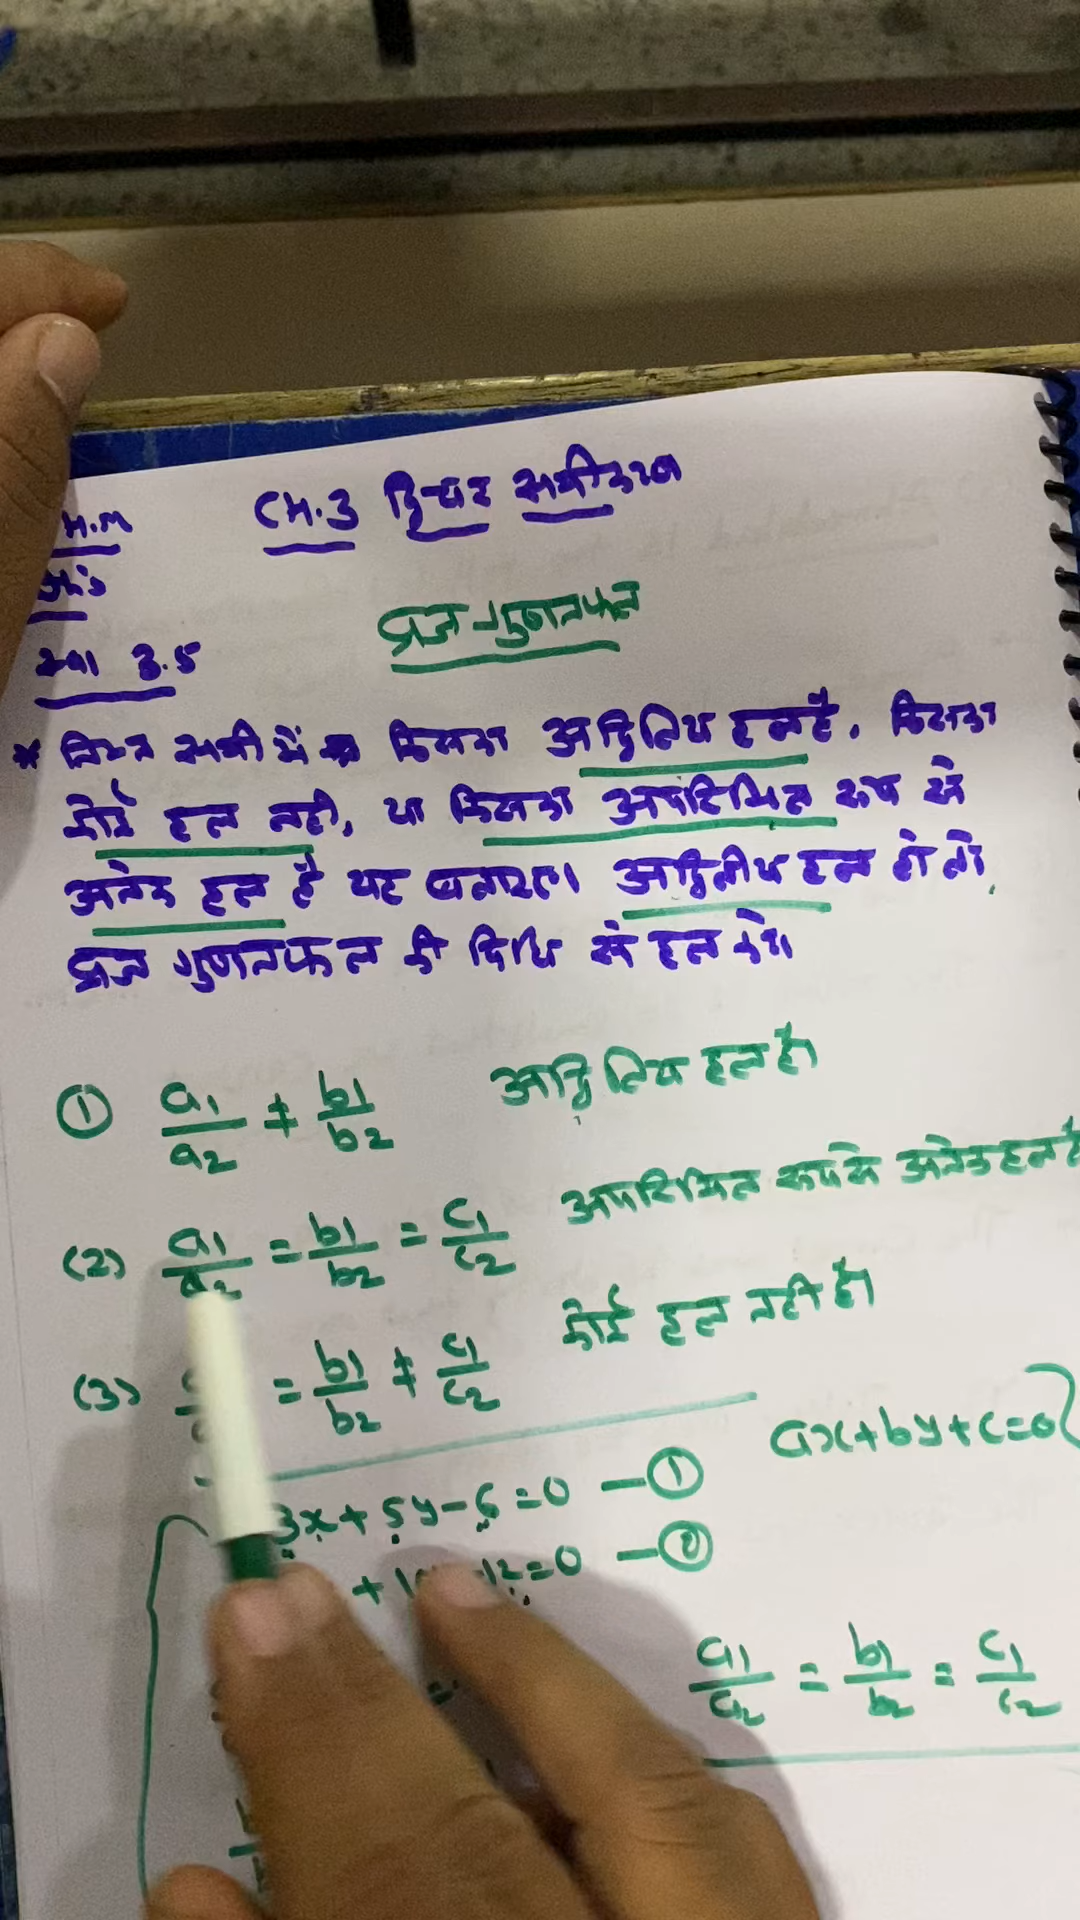 CH.3 द्विचर समीकरण
H.M
वज्र गुणनफल
3.5
* निम्न समी में किसका अद्वितिय हल है, किसका
कोई हल नही, या किसका अपरिमित रूप से
अनेक हल है यह बताइए। अद्वितीय हल हो तो,
वज्र गुणनफल की विधि से हल करो।
① a1/a2 ≠ b1/b2 अद्वितिय हल है।
(2) a1/a2 = b1/b2 = c1/c2 अपरिमित रूपसे अनेक हल है
(3) = b1/b2 ≠ c1/c2 कोई हल नही है।
ax+by+c=0
3x+5y-6=0 —①
12=0 —②
a1/a2 = b1/b2 = c1/c2